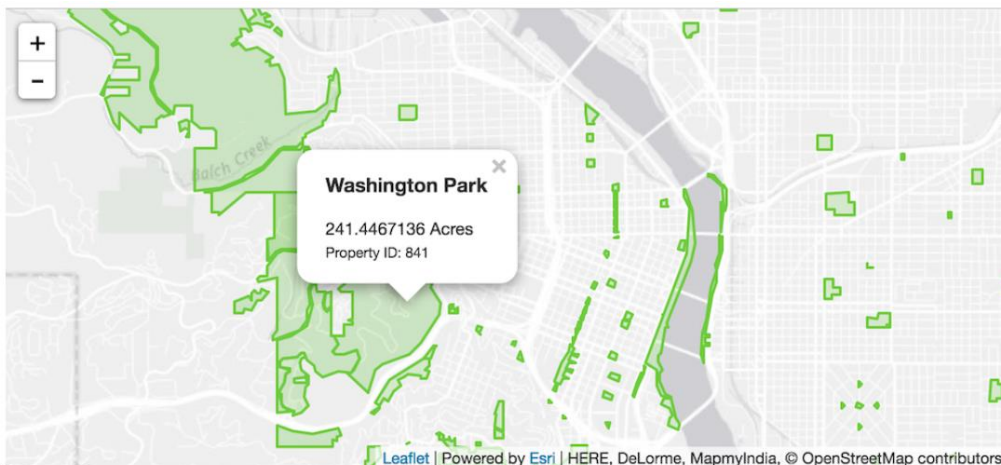 +
−
Balch Creek
×
Washington Park
241.4467136 Acres
Property ID: 841
Leaflet | Powered by Esri | HERE, DeLorme, MapmyIndia, © OpenStreetMap contributors